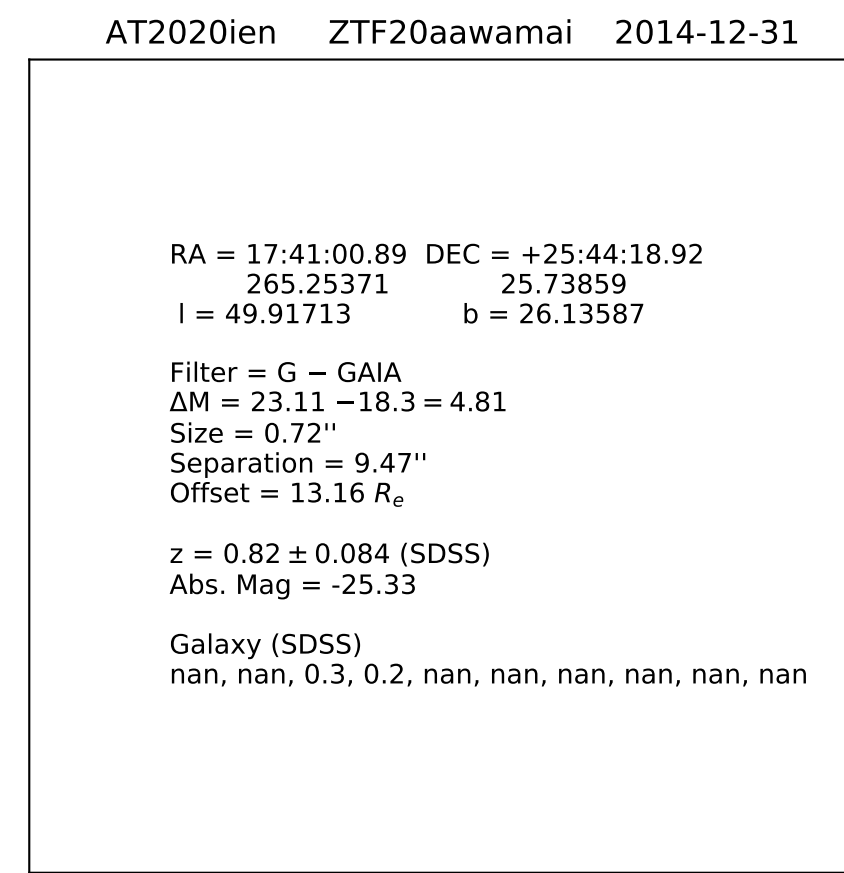 AT2020ien ZTF20aawamai 2014-12-31
RA = 17:41:00.89 DEC = +25:44:18.92
265.25371 25.73859
l = 49.91713 b = 26.13587
Filter = G − GAIA
ΔM = 23.11 −18.3 = 4.81
Size = 0.72''
Separation = 9.47''
Offset = 13.16 Rₑ
z = 0.82 ± 0.084 (SDSS)
Abs. Mag = -25.33
Galaxy (SDSS)
nan, nan, 0.3, 0.2, nan, nan, nan, nan, nan, nan